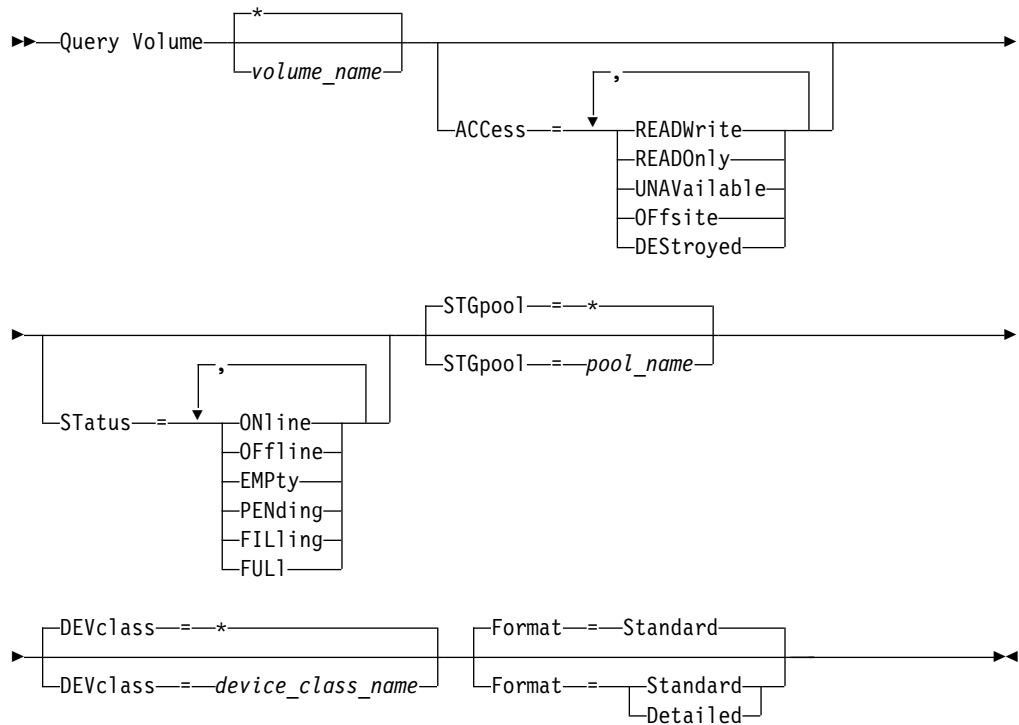 *
Query Volume
volume_name
,
ACCess = READWrite
READOnly
UNAVailable
OFfsite
DEStroyed
STGpool = *
STGpool = pool_name
,
STatus = ONline
OFfline
EMPty
PENding
FILling
FULl
DEVclass = * Format = Standard
DEVclass = device_class_name Format = Standard
Detailed